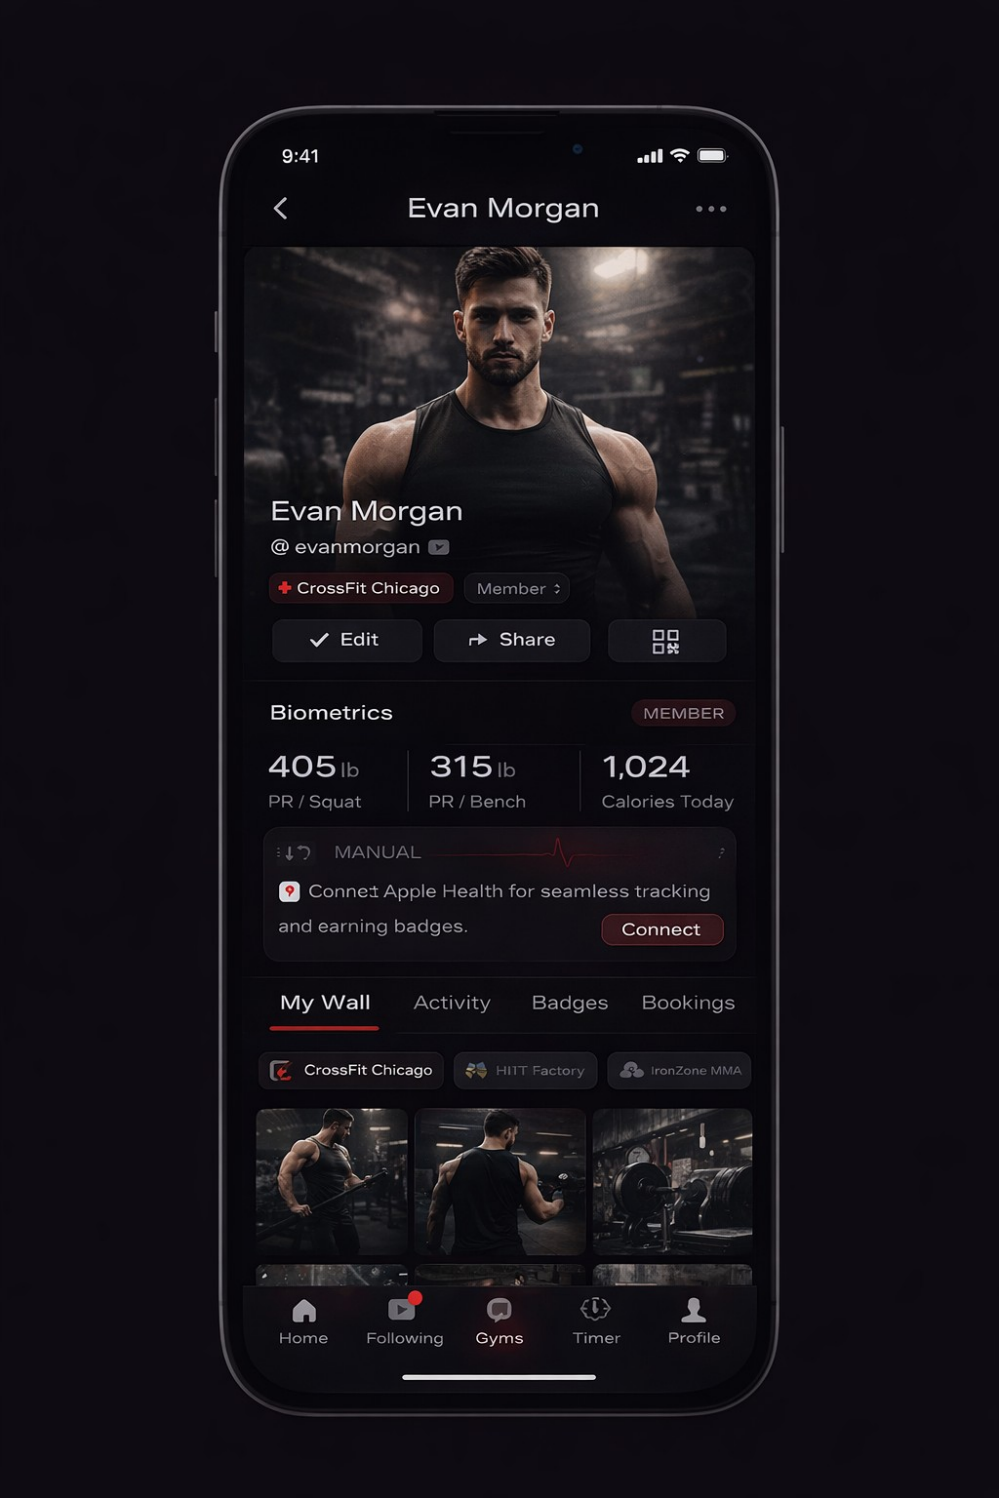 9:41
Evan Morgan
Evan Morgan
@ evanmorgan
CrossFit Chicago Member
Edit Share
Biometrics MEMBER
405 lb 315 lb 1,024
PR / Squat PR / Bench Calories Today
MANUAL
Connect Apple Health for seamless tracking
and earning badges.
Connect
My Wall Activity Badges Bookings
CrossFit Chicago HIIT Factory IronZone MMA
Home Following Gyms Timer Profile